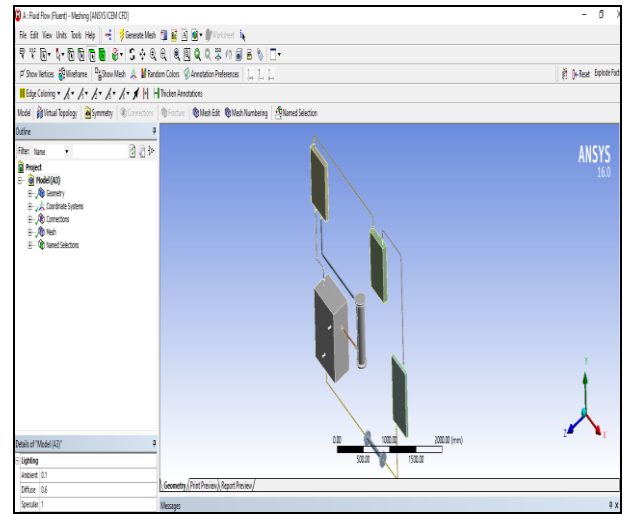 A : Fluid Flow (Fluent) - Meshing [ANSYS ICEM CFD]
File Edit View Units Tools Help Generate Mesh Worksheet
Show Vertices Wireframe Show Mesh Random Colors Annotation Preferences Reset Explode Fact
Edge Coloring Thicken Annotations
Model Virtual Topology Symmetry Connections Fracture Mesh Edit Mesh Numbering Named Selection
Outline
Filter: Name
Project
Model (A3)
Geometry
Coordinate Systems
Connections
Mesh
Named Selections
ANSYS
16.0
Y
Z
X
0.00 1000.00 2000.00 (mm)
500.00 1500.00
Details of "Model (A3)"
Lighting
Ambient 0.1
Diffuse 0.6
Specular 1
Geometry Print Preview Report Preview
Messages